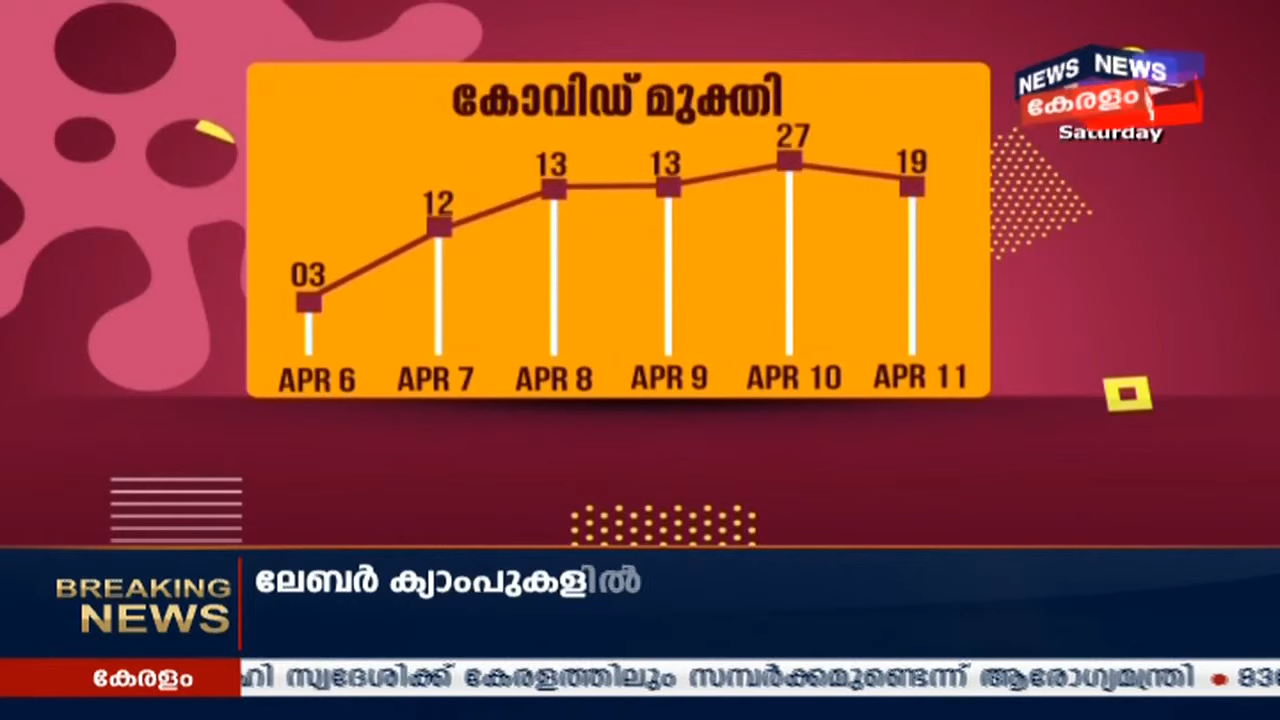 കോവിഡ് മുക്തി
NEWS NEWS
കേരളം
Saturday
03
12
13
13
27
19
APR 6
APR 7
APR 8
APR 9
APR 10
APR 11
BREAKING
NEWS
ലേബർ ക്യാംപുകളിൽ
കേരളം
ഹി സ്വദേശിക്ക് കേരളത്തിലും സമ്പർക്കമുണ്ടെന്ന് ആരോഗ്യമന്ത്രി •